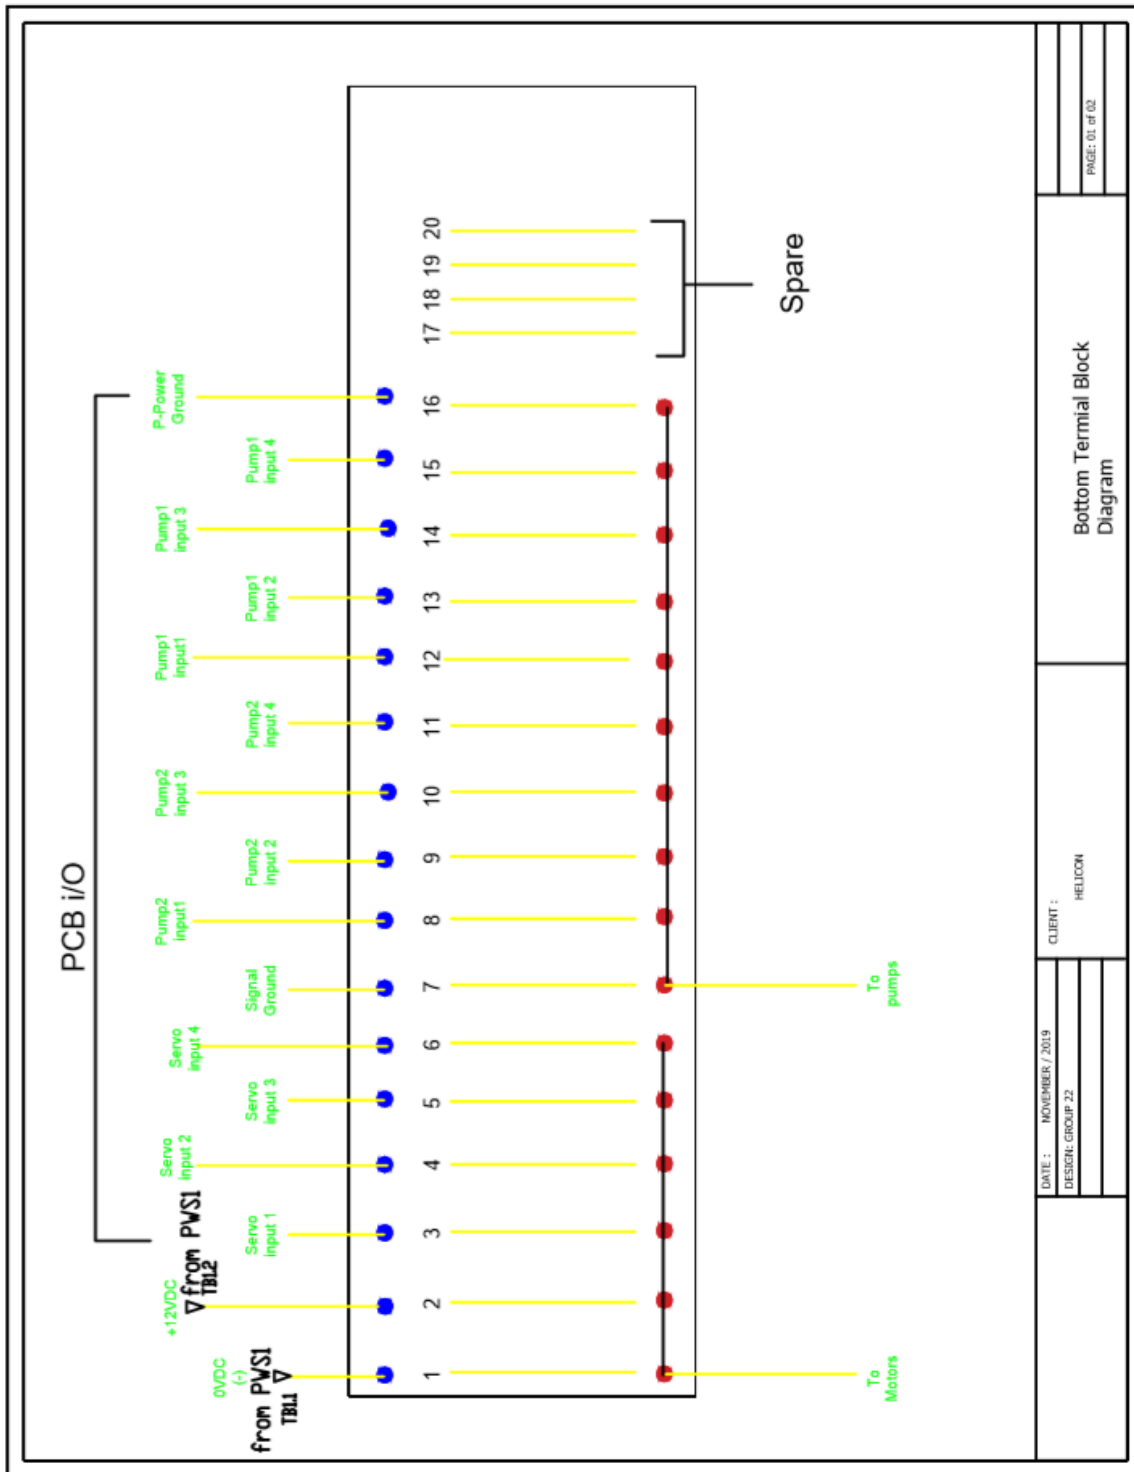 PCB i/O
0VDC
(-)
from PWS1
TB1.1
+12VDC
from PWS1
TB1.2
Servo
input 1
Servo
input 2
Servo
input 3
Servo
input 4
Signal
Ground
Pump2
input1
Pump2
input 2
Pump2
input 3
Pump2
input 4
Pump1
input1
Pump1
input 2
Pump1
input 3
Pump1
input 4
P-Power
Ground
1 2 3 4 5 6 7 8 9 10 11 12 13 14 15 16 17 18 19 20
Spare
To
Motors
To
pumps
DATE : NOVEMBER / 2019
DESIGN: GROUP 22
CLIENT :
HELICON
Bottom Termial Block
Diagram
PAGE: 01 of 02